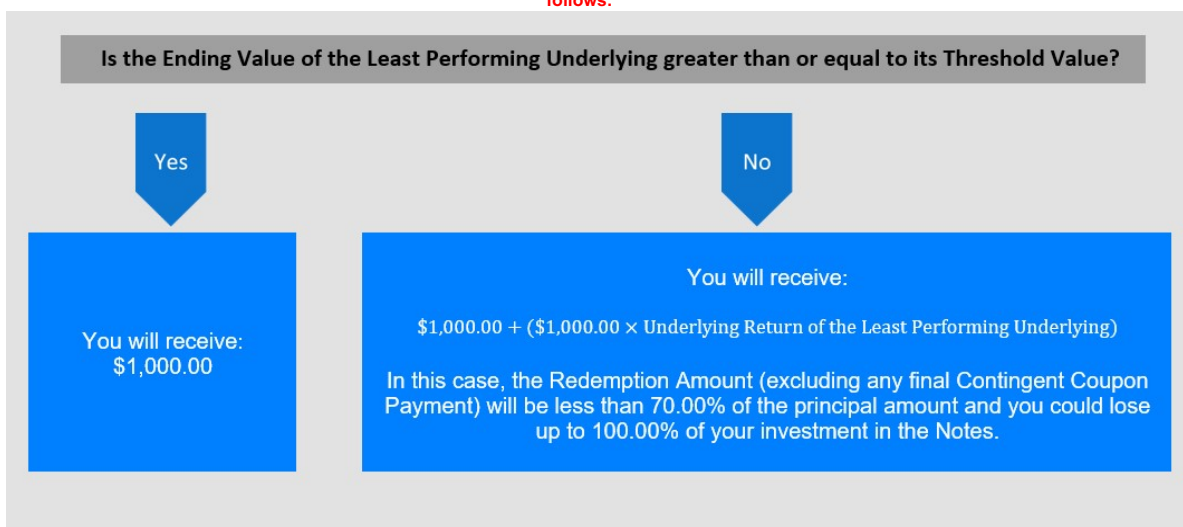 follows:
Is the Ending Value of the Least Performing Underlying greater than or equal to its Threshold Value?
Yes
No
You will receive:
$1,000.00
You will receive:
$1,000.00 + ($1,000.00 × Underlying Return of the Least Performing Underlying)
In this case, the Redemption Amount (excluding any final Contingent Coupon
Payment) will be less than 70.00% of the principal amount and you could lose
up to 100.00% of your investment in the Notes.